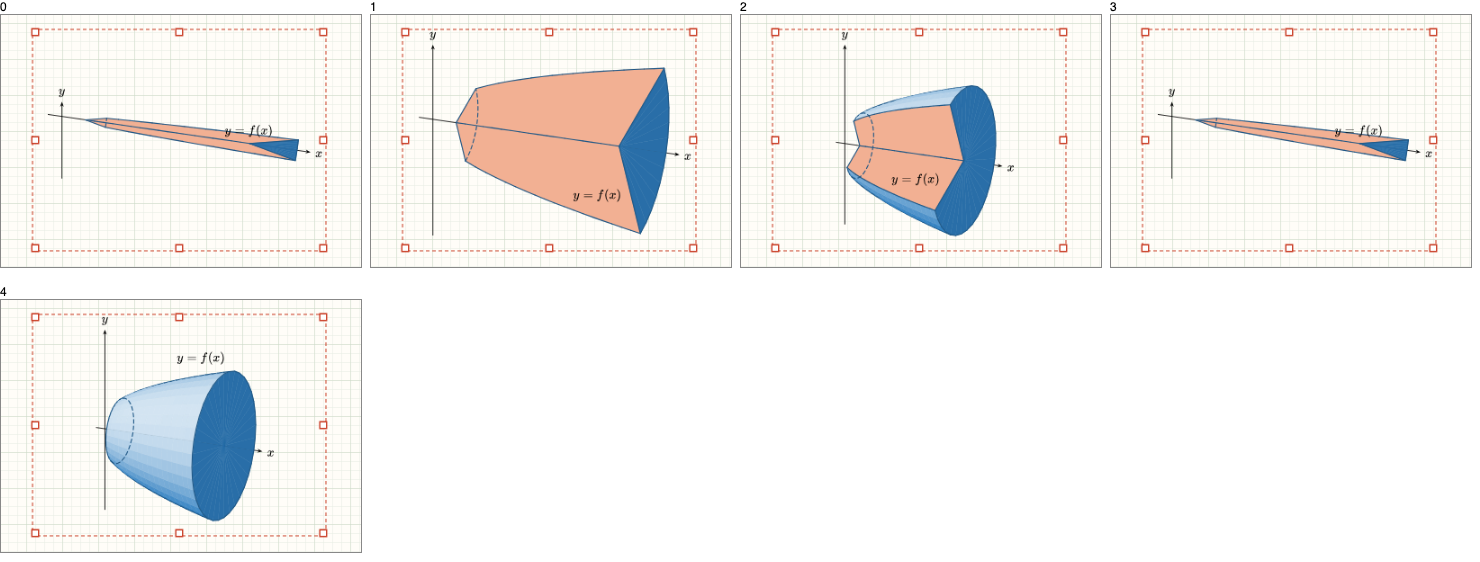 0
y
y = f(x)
x
1
y
y = f(x)
x
2
y
y = f(x)
x
3
y
y = f(x)
x
4
y
y = f(x)
x